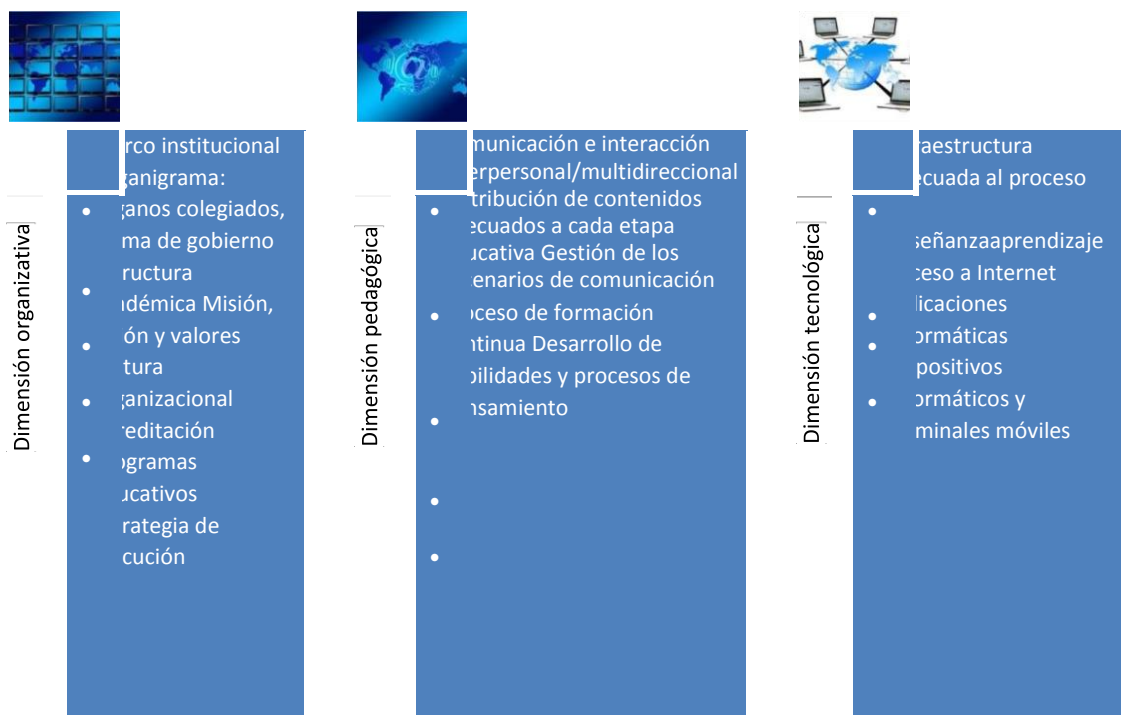 Dimensión organizativa
rco institucional
ganigrama:
ganos colegiados,
ma de gobierno
ructura
démica Misión,
ón y valores
tura
ganizacional
reditación
ogramas
ucativos
rategia de
cución
Dimensión pedagógica
municación e interacción
erpersonal/multidireccional
tribución de contenidos
ecuados a cada etapa
ucativa Gestión de los
enarios de comunicación
ceso de formación
ntinua Desarrollo de
bilidades y procesos de
nsamiento
Dimensión tecnológica
raestructura
ecuada al proceso
señanzaaprendizaje
ceso a Internet
licaciones
ormáticas
positivos
ormáticos y
minales móviles